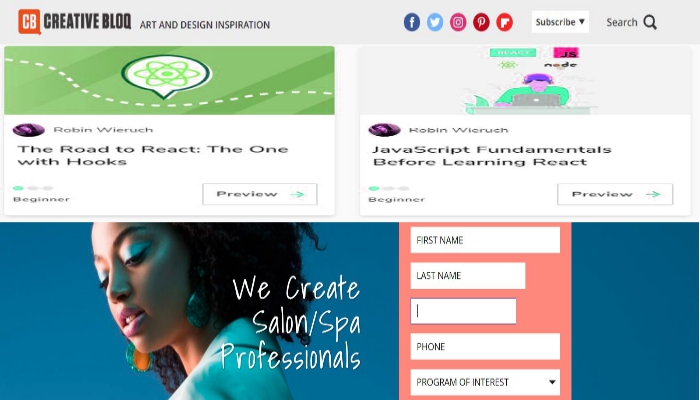 CB CREATIVE BLOQ ART AND DESIGN INSPIRATION
Subscribe ▼ Search
REACT JS
node
Robin Wieruch
The Road to React: The One
with Hooks
Beginner
Preview →
Robin Wieruch
JavaScript Fundamentals
Before Learning React
Beginner
Preview →
We Create
Salon/Spa
Professionals
FIRST NAME
LAST NAME
PHONE
PROGRAM OF INTEREST